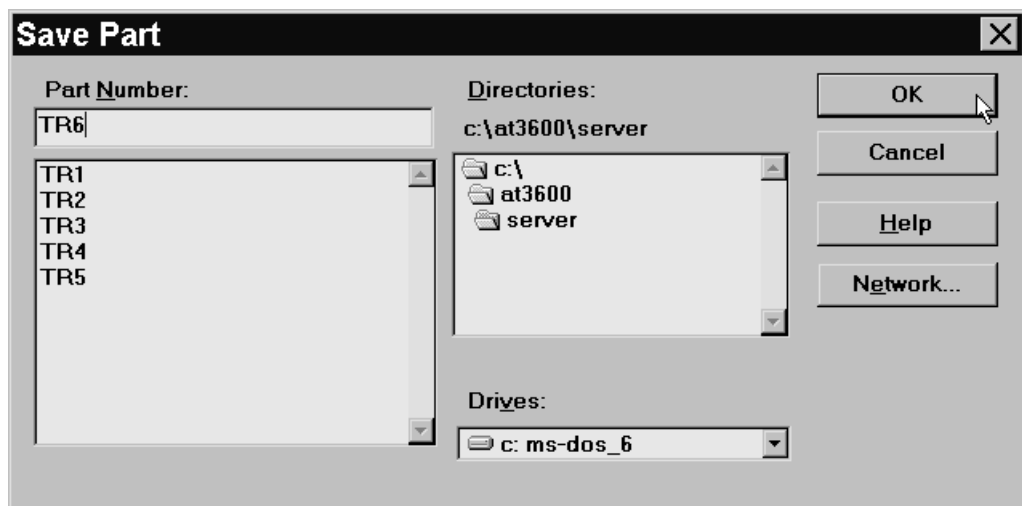 Save Part
Part Number:
TR6
TR1
TR2
TR3
TR4
TR5
Directories:
c:\at3600\server
c:\
at3600
server
Drives:
c: ms-dos_6
OK
Cancel
Help
Network...